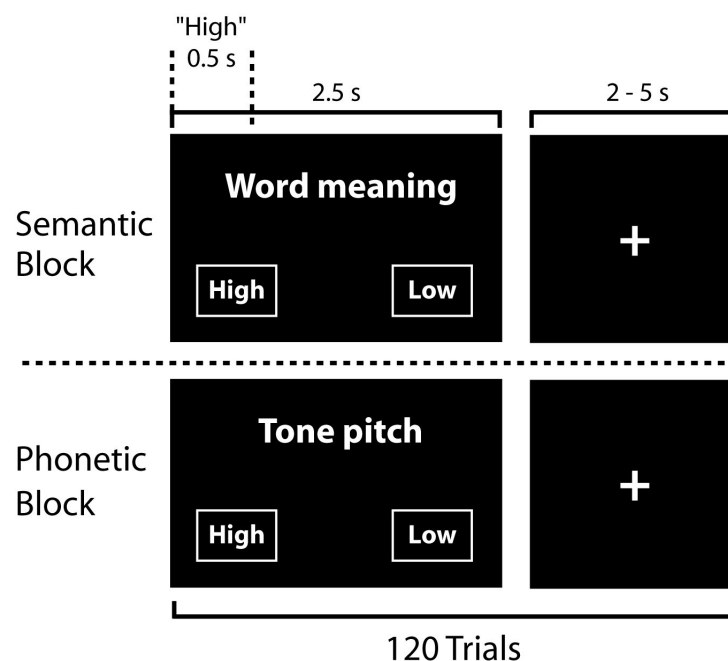 "High"
0.5 s
2.5 s
2 - 5 s
Semantic
Block
Word meaning
High
Low
+
Phonetic
Block
Tone pitch
High
Low
+
120 Trials